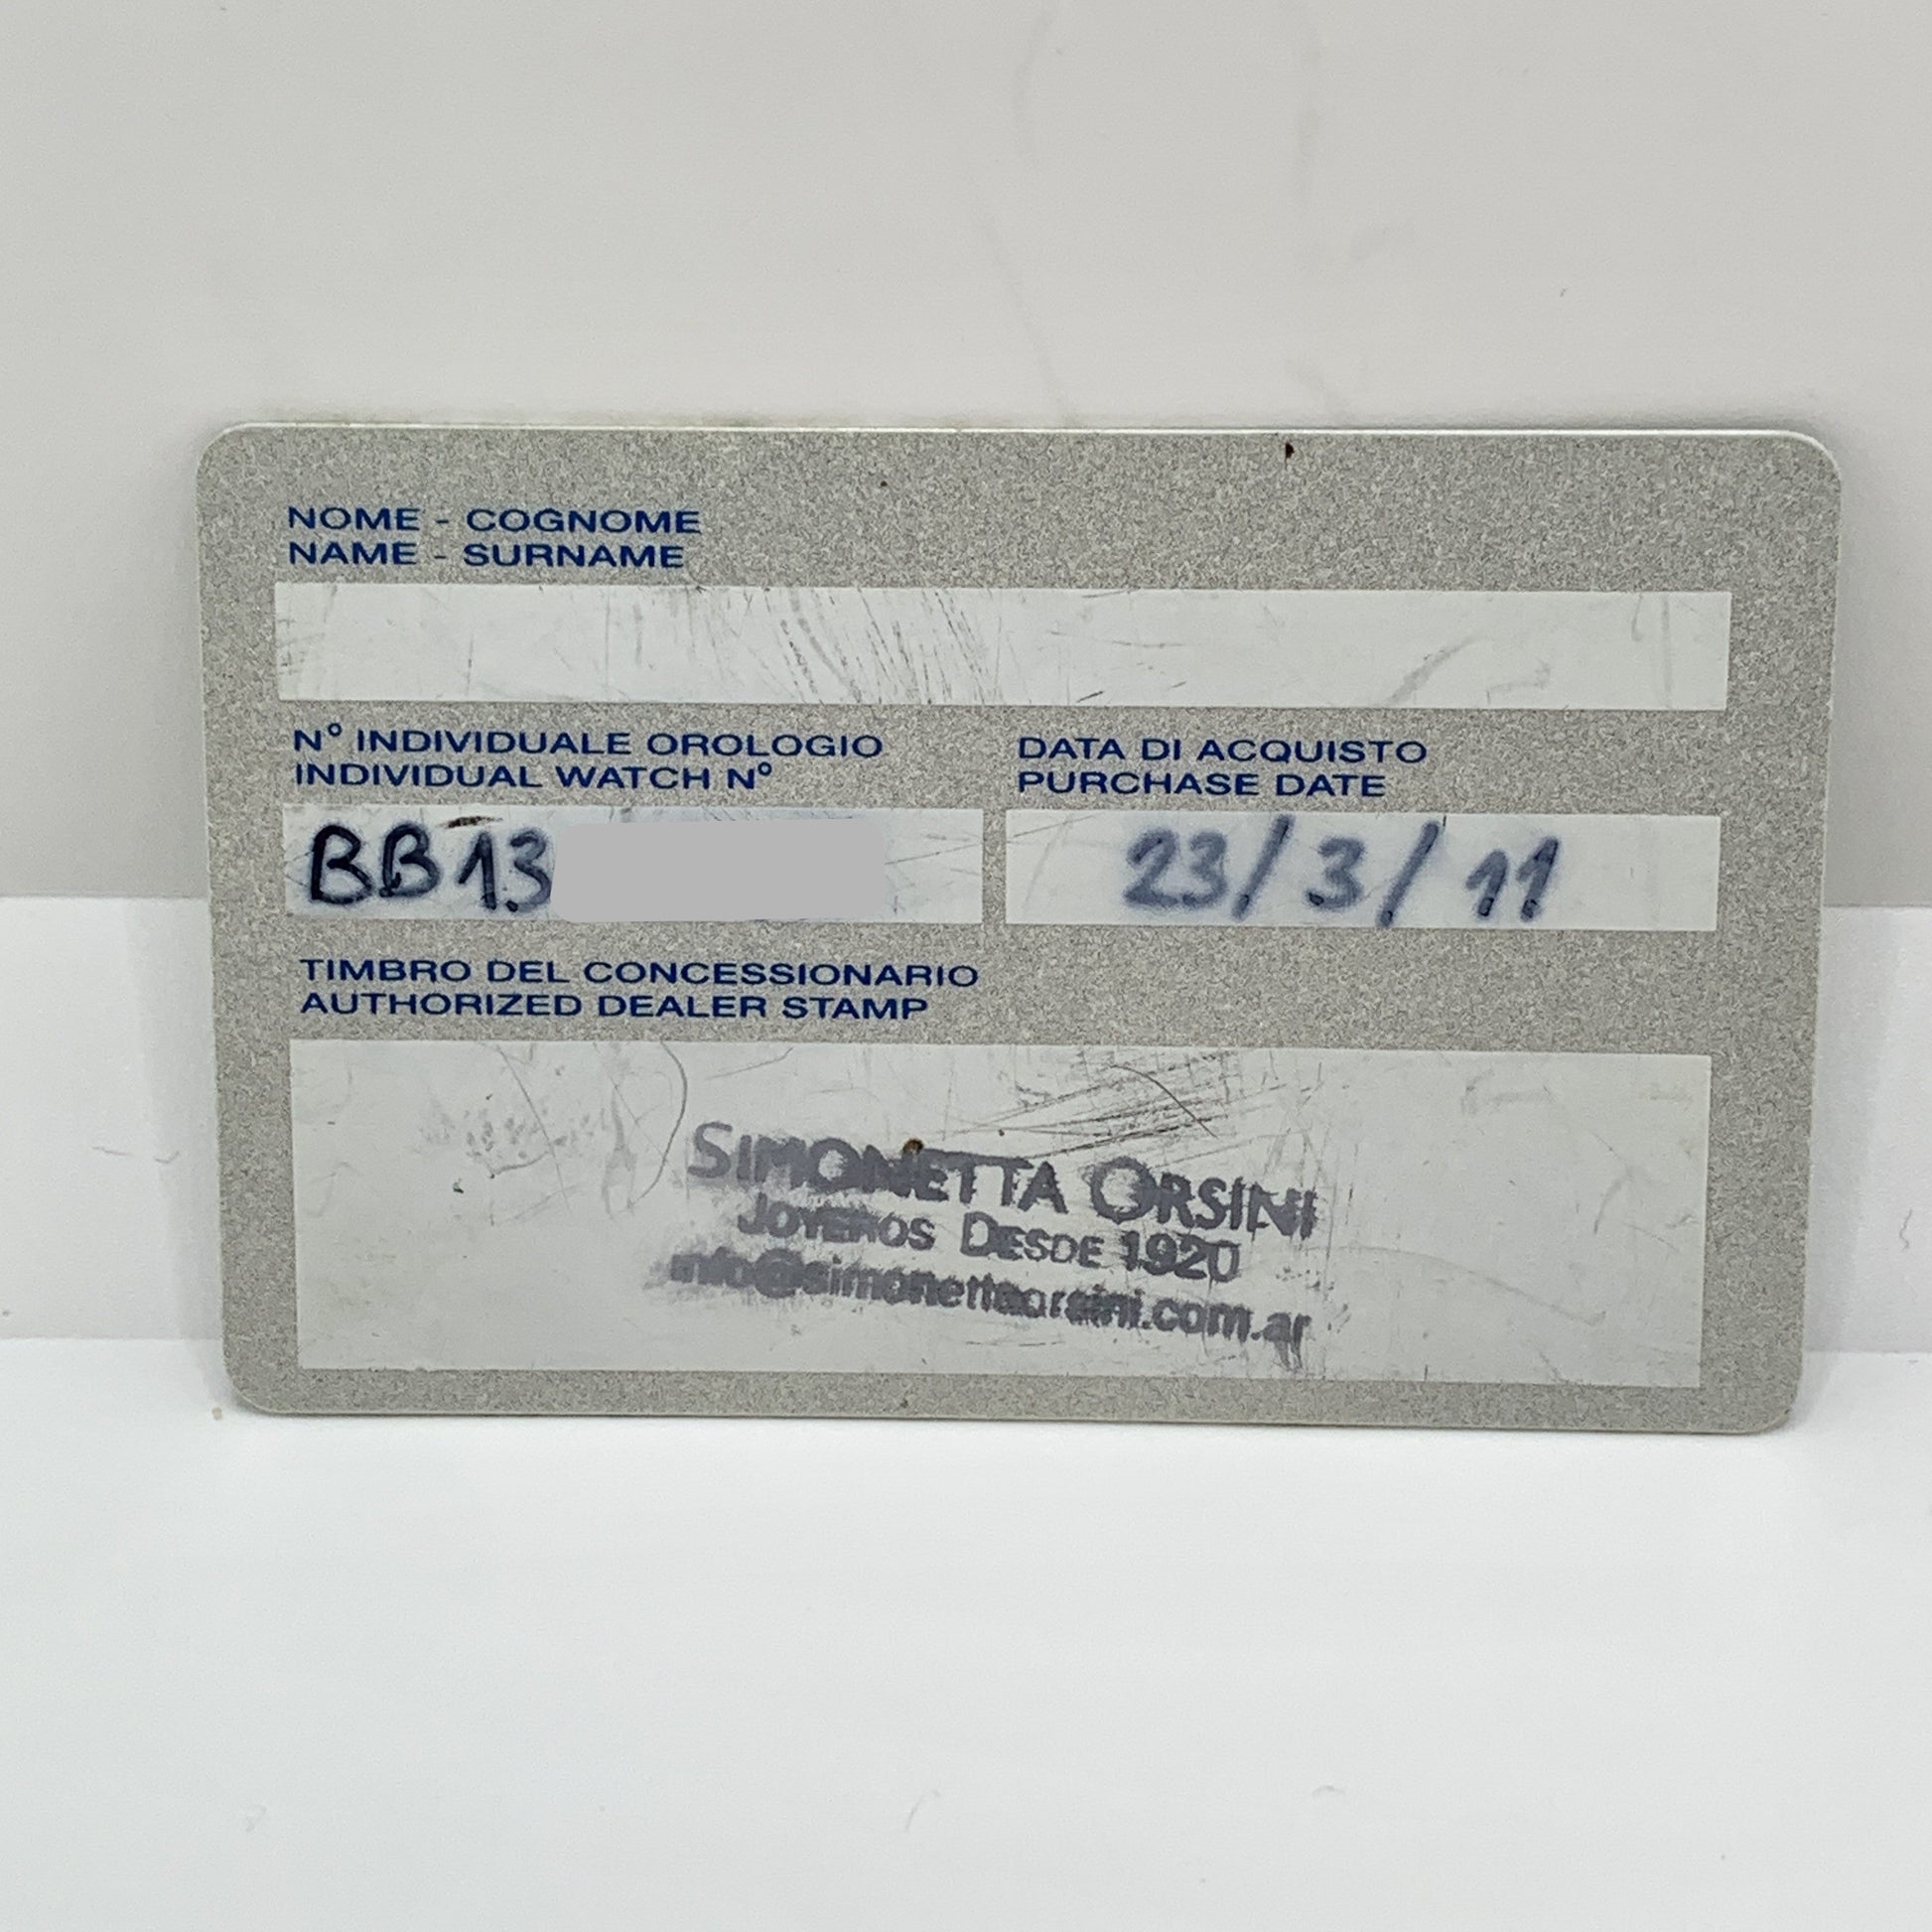 NOME - COGNOME
NAME - SURNAME
N° INDIVIDUALE OROLOGIO
INDIVIDUAL WATCH N°
BB13
DATA DI ACQUISTO
PURCHASE DATE
23/3/11
TIMBRO DEL CONCESSIONARIO
AUTHORIZED DEALER STAMP
SIMONETTA ORSINI
JOYEROS DESDE 1920
info@simonettaorsini.com.ar